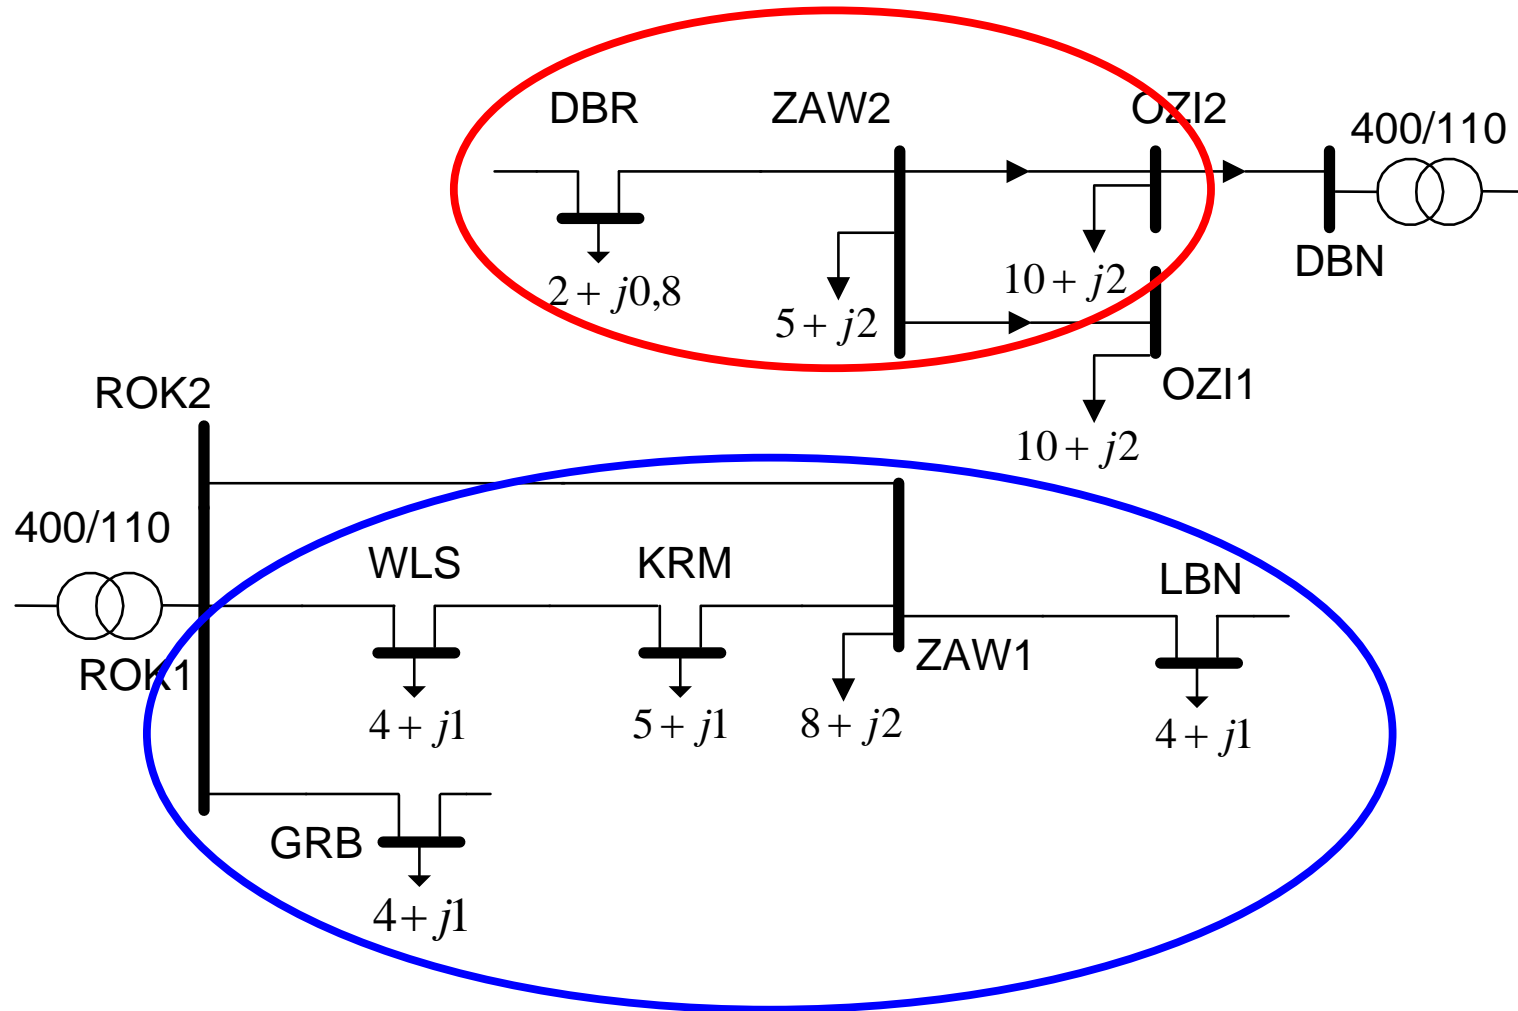 DBR ZAW2 OZI2
400/110
2 + j0,8
5 + j2
10 + j2
DBN
ROK2
OZI1
10 + j2
400/110
WLS KRM LBN
ROK1
ZAW1
4 + j1 5 + j1 8 + j2 4 + j1
GRB
4 + j1